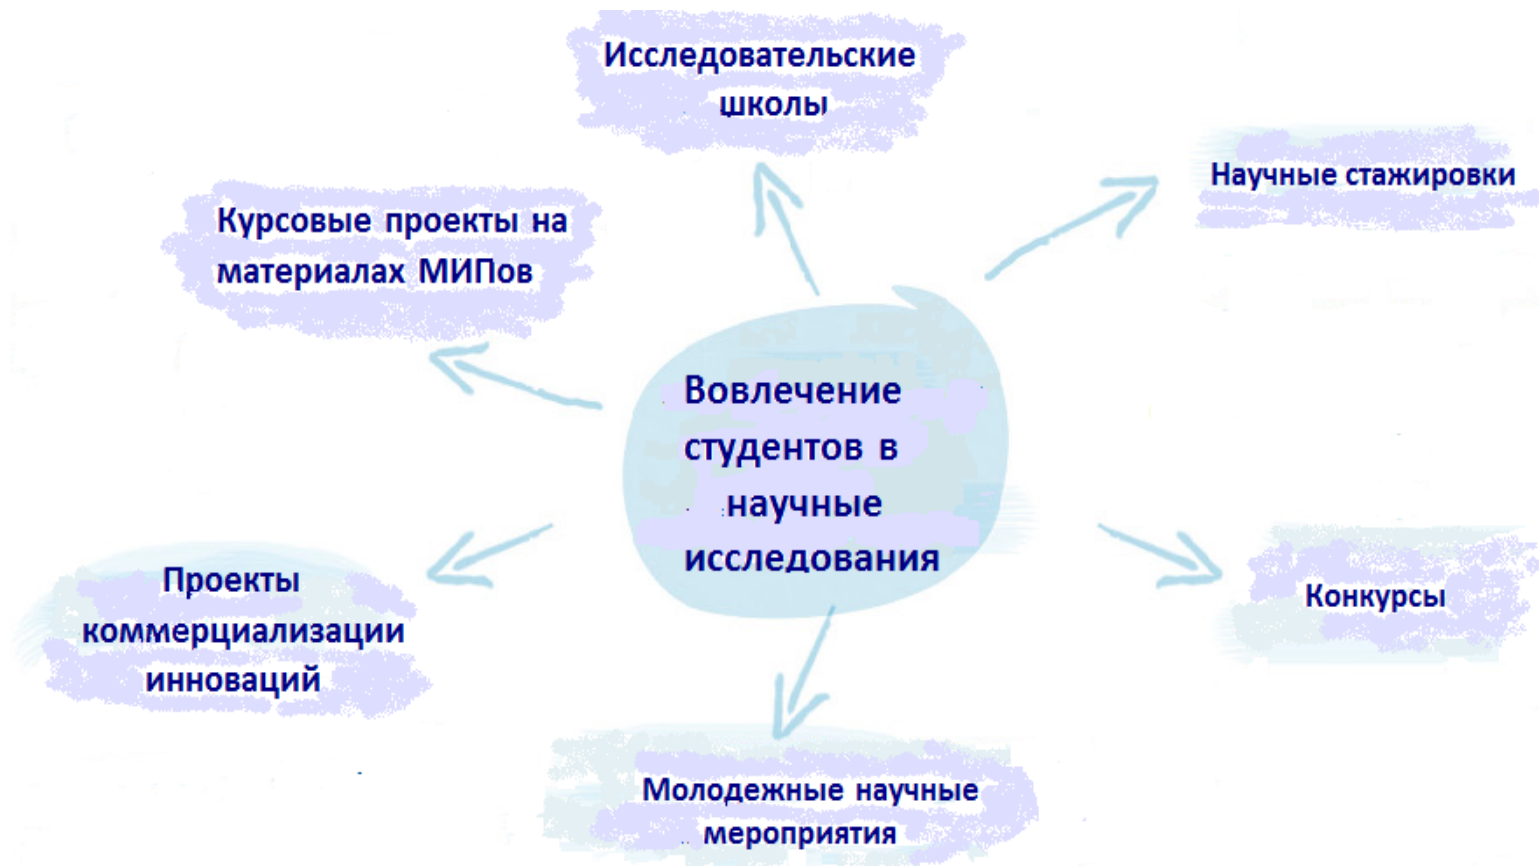 Исследовательские
школы
Научные стажировки
Курсовые проекты на
материалах МИПов
Вовлечение
студентов в
научные
исследования
Проекты
коммерциализации
инноваций
Конкурсы
Молодежные научные
мероприятия